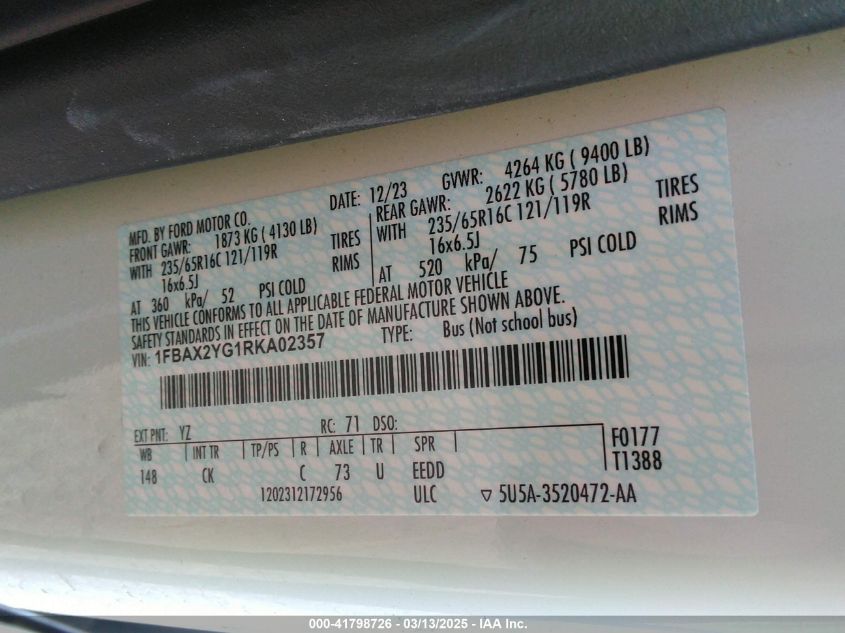 MFD. BY FORD MOTOR CO. DATE: 12/23 GVWR: 4264 KG ( 9400 LB)
FRONT GAWR: 1873 KG ( 4130 LB) REAR GAWR: 2622 KG ( 5780 LB)
WITH 235/65R16C 121/119R TIRES WITH 235/65R16C 121/119R TIRES
16x6.5J RIMS 16x6.5J RIMS
AT 360 kPa/ 52 PSI COLD AT 520 kPa/ 75 PSI COLD
THIS VEHICLE CONFORMS TO ALL APPLICABLE FEDERAL MOTOR VEHICLE
SAFETY STANDARDS IN EFFECT ON THE DATE OF MANUFACTURE SHOWN ABOVE.
VIN: 1FBAX2YG1RKA02357 TYPE: Bus (Not school bus)
EXT PNT: YZ RC: 71 DSO:
WB INT TR TP/PS R AXLE TR SPR F0177
148 CK C 73 U EEDD T1388
1202312172956 ULC ▽ 5U5A-3520472-AA
000-41798726 - 03/13/2025 - IAA Inc.